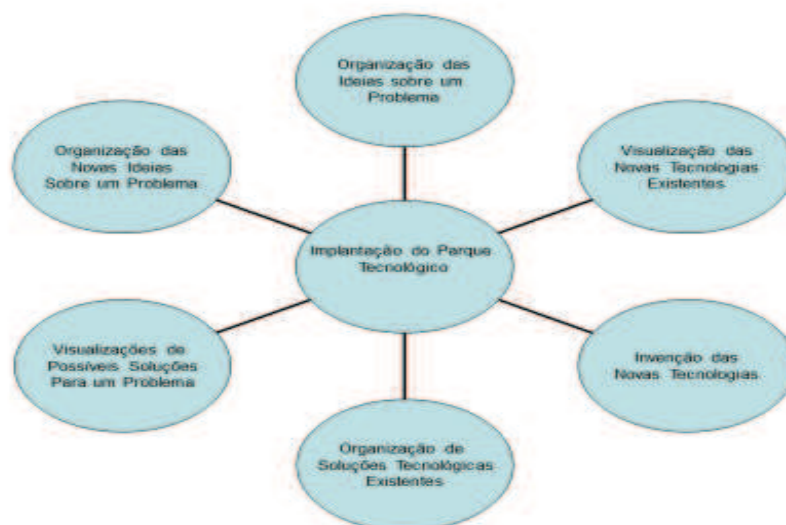 Organização das
Ideias sobre um
Problema
Organização das
Novas Ideias
Sobre um Problema
Visualização das
Novas Tecnologias
Existentes
Implantação do Parque
Tecnológico
Visualizações de
Possíveis Soluções
Para um Problema
Invenção das
Novas Tecnologias
Organização de
Soluções Tecnológicas
Existentes